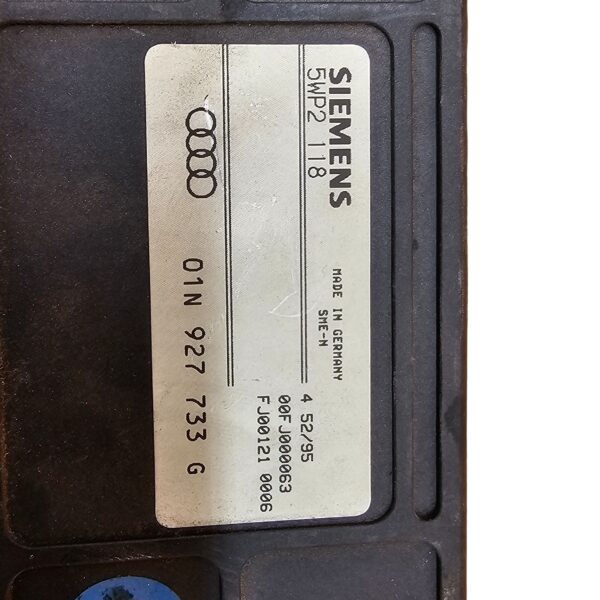 SIEMENS
5WP2 118
MADE IN GERMANY
SME-N
4 52/95
00FJ000063
FJ00121 0006
01N 927 733 G